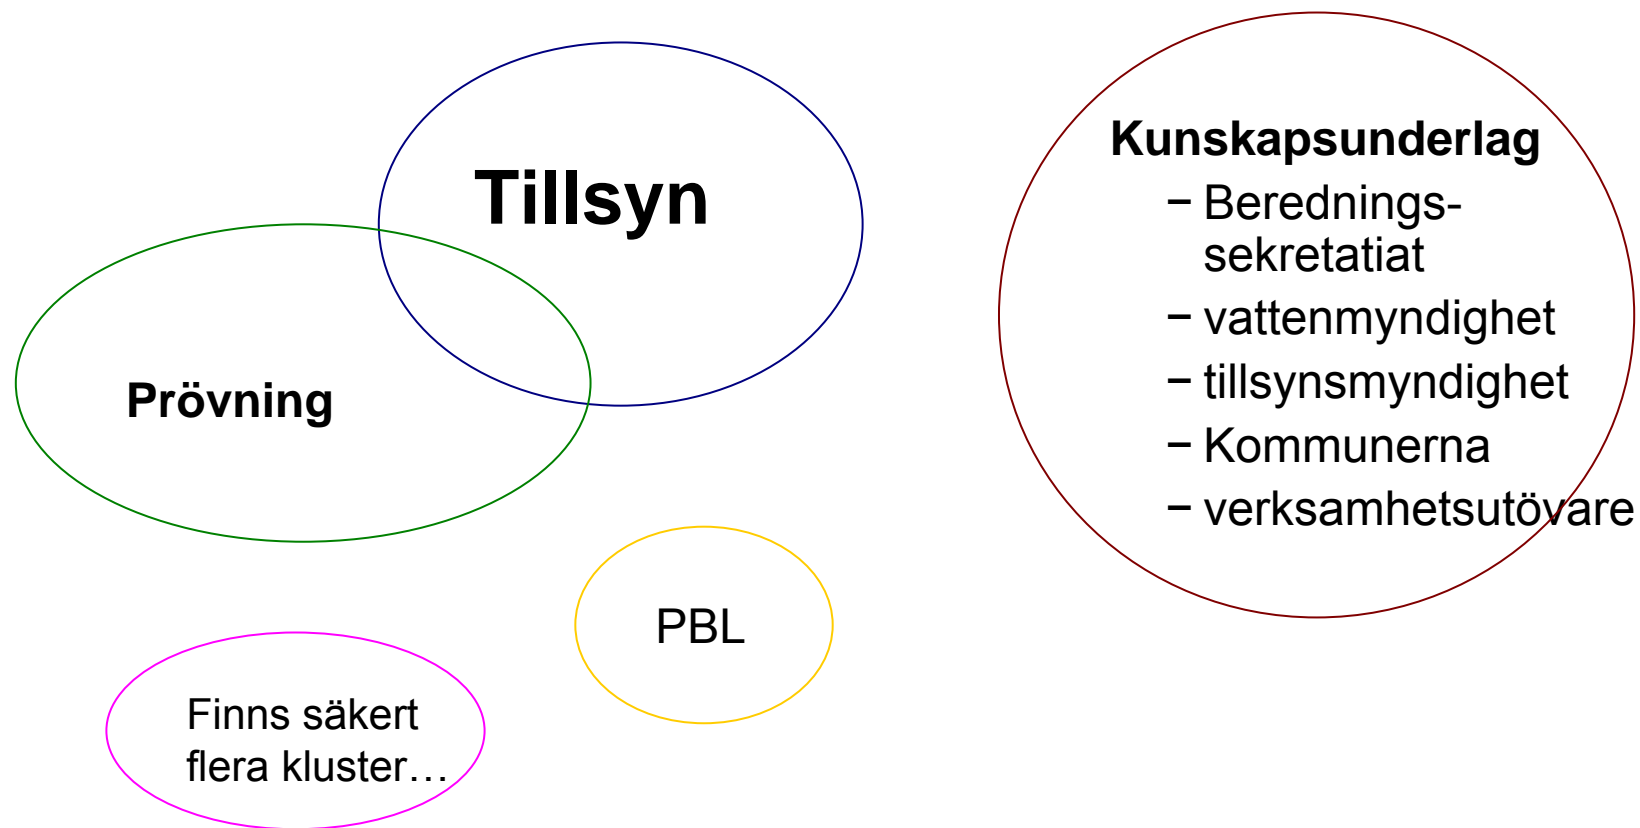 Tillsyn
Prövning
Kunskapsunderlag
– Berednings-
sekretatiat
– vattenmyndighet
– tillsynsmyndighet
– Kommunerna
– verksamhetsutövare
PBL
Finns säkert
flera kluster…